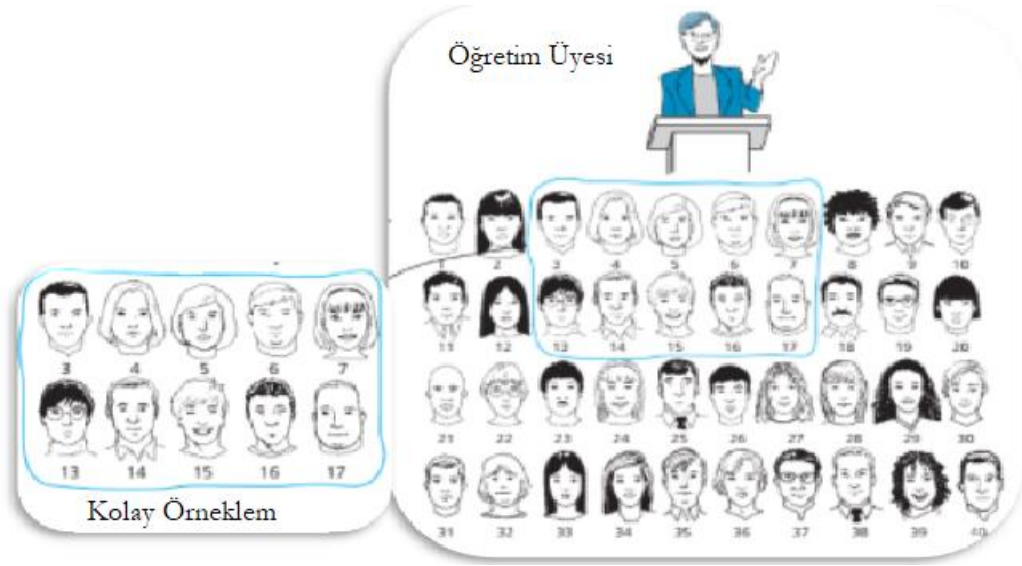 Öğretim Üyesi
1 2 3 4 5 6 7 8 9 10
11 12 13 14 15 16 17 18 19 20
21 22 23 24 25 26 27 28 29 30
31 32 33 34 35 36 37 38 39 40
3 4 5 6 7
13 14 15 16 17
Kolay Örneklem